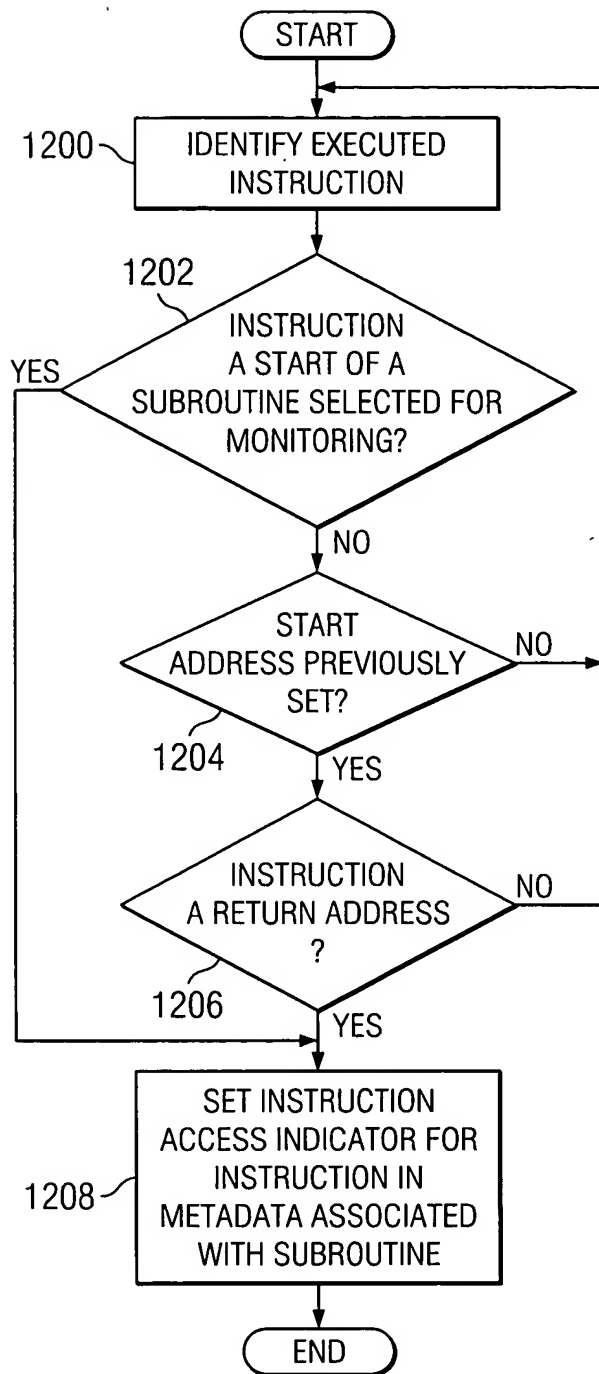 START
1200
IDENTIFY EXECUTED
INSTRUCTION
1202
INSTRUCTION
A START OF A
SUBROUTINE SELECTED FOR
MONITORING?
YES
NO
START
ADDRESS PREVIOUSLY
SET?
NO
1204
YES
INSTRUCTION
A RETURN ADDRESS
?
NO
1206
YES
SET INSTRUCTION
ACCESS INDICATOR FOR
INSTRUCTION IN
METADATA ASSOCIATED
WITH SUBROUTINE
1208
END